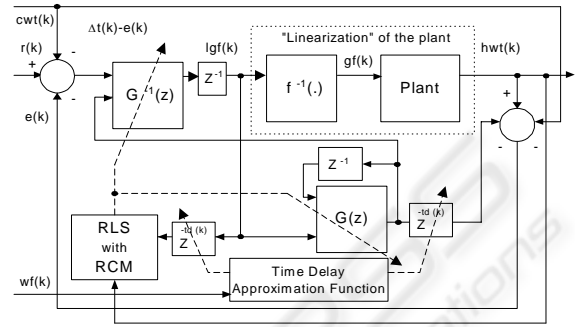 cwt(k)
r(k)
+
-
-
e(k)
Δt(k)-e(k)
G⁻¹(z)
lgf(k)
Z⁻¹
"Linearization" of the plant
f⁻¹(.)
gf(k)
Plant
hwt(k)
+
-
-
Z⁻¹
G(z)
Z^-td (k)
RLS
with
RCM
Z^-td (k)
Time Delay
Approximation Function
wf(k)
ations